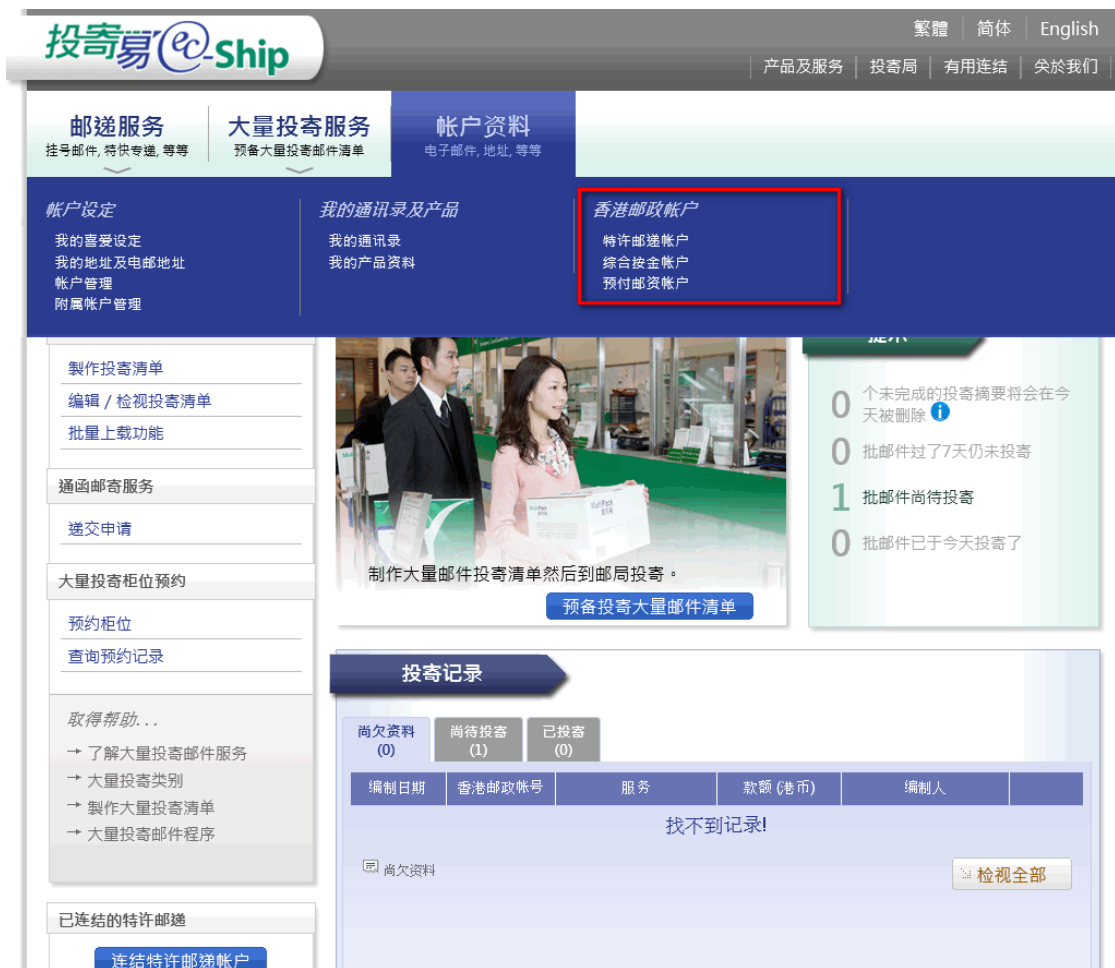 投寄易 ec-Ship
繁體 简体 English
产品及服务 投寄局 有用连结 关於我们
邮递服务 大量投寄服务 帐户资料
挂号邮件, 特快专递, 等等 预备大量投寄邮件清单 电子邮件, 地址, 等等
帐户设定
我的喜爱设定
我的地址及电邮地址
帐户管理
附属帐户管理
我的通讯录及产品
我的通讯录
我的产品资料
香港邮政帐户
特许邮递帐户
综合按金帐户
预付邮资帐户
製作投寄清单
编辑 / 检视投寄清单
批量上载功能
通函邮寄服务
递交申请
大量投寄柜位预约
预约柜位
查询预约记录
取得帮助...
了解大量投寄邮件服务
大量投寄类别
製作大量投寄清单
大量投寄邮件程序
已连结的特许邮递
连结特许邮递帐户
MultiPack
MultiPack
制作大量邮件投寄清单然后到邮局投寄。
预备投寄大量邮件清单
提示
0 个未完成的投寄摘要将会在今
天被删除
0 批邮件过了7天仍未投寄
1 批邮件尚待投寄
0 批邮件已于今天投寄了
投寄记录
尚欠资料 尚待投寄 已投寄
(0) (1) (0)
编制日期 香港邮政帐号 服务 款额 (港币) 编制人
找不到记录!
尚欠资料
检视全部